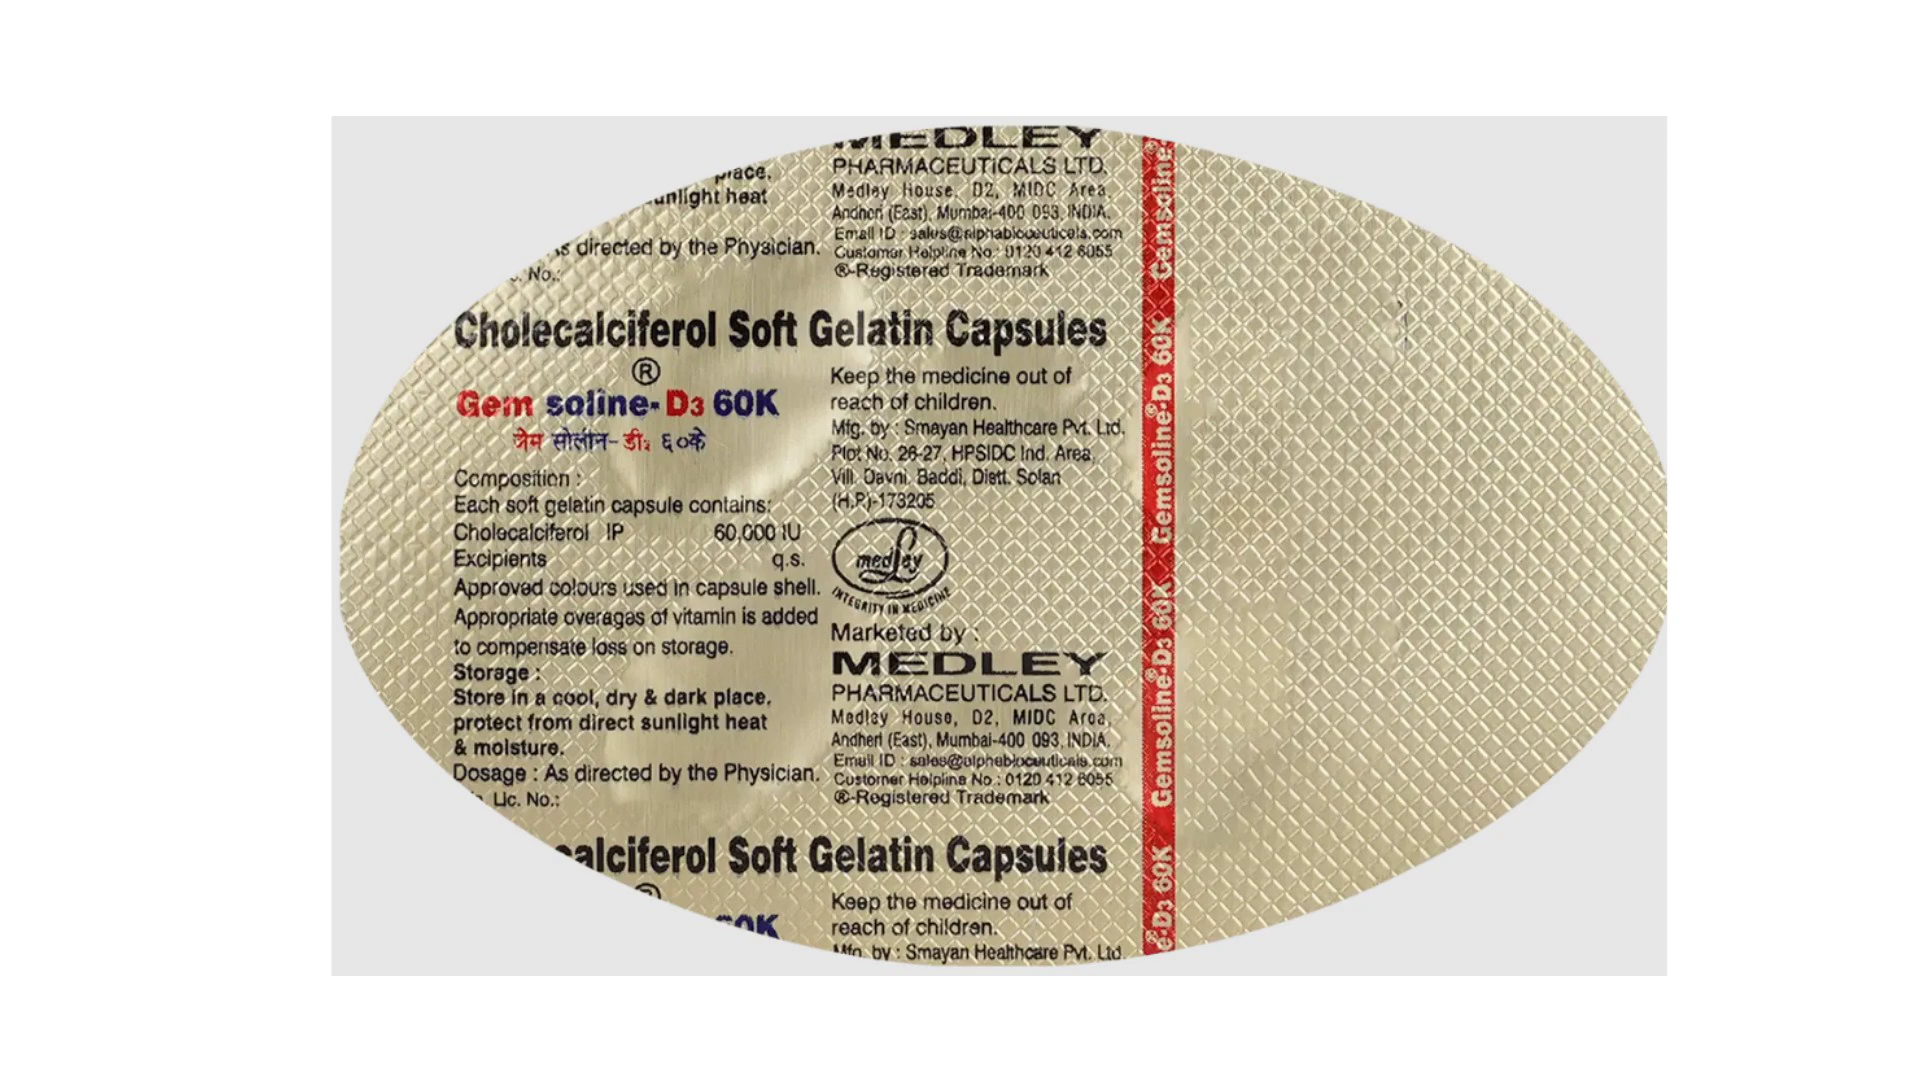 MEDLEY
PHARMACEUTICALS LTD.
Medley House, D2, MIDC Area,
Andheri (East), Mumbai-400 093, INDIA.
Email ID : sales@alphabloceuticals.com
Customer Helpline No.: 0120 412 6055
®-Registered Trademark
place.
sunlight heat
As directed by the Physician.
No.:
Cholecalciferol Soft Gelatin Capsules
®
Gem soline-D3 60K
जैम सोलीन-डी३ ६०के
Composition :
Each soft gelatin capsule contains:
Cholecalciferol IP 60,000 IU
Excipients q.s.
Approved colours used in capsule shell.
Appropriate overages of vitamin is added
to compensate loss on storage.
Storage :
Store in a cool, dry & dark place,
protect from direct sunlight heat
& moisture.
Dosage : As directed by the Physician.
Lic. No.:
Keep the medicine out of
reach of children.
Mfg. by : Smayan Healthcare Pvt. Ltd.
Plot No. 26-27, HPSIDC Ind. Area,
Vill. Davni, Baddi, Distt. Solan
(H.P.)-173205
medley
INTEGRITY IN MEDICINE
Marketed by :
MEDLEY
PHARMACEUTICALS LTD.
Medley House, D2, MIDC Area,
Andheri (East), Mumbai-400 093, INDIA.
Email ID : sales@alphabloceuticals.com
Customer Helpline No.: 0120 412 6055
®-Registered Trademark
alciferol Soft Gelatin Capsules
60K
Keep the medicine out of
reach of children.
Mfg. by : Smayan Healthcare Pvt. Ltd.
Gemsoline®
Gemsoline®-D3 60K
Gemsoline®-D3 60K
e®-D3 60K